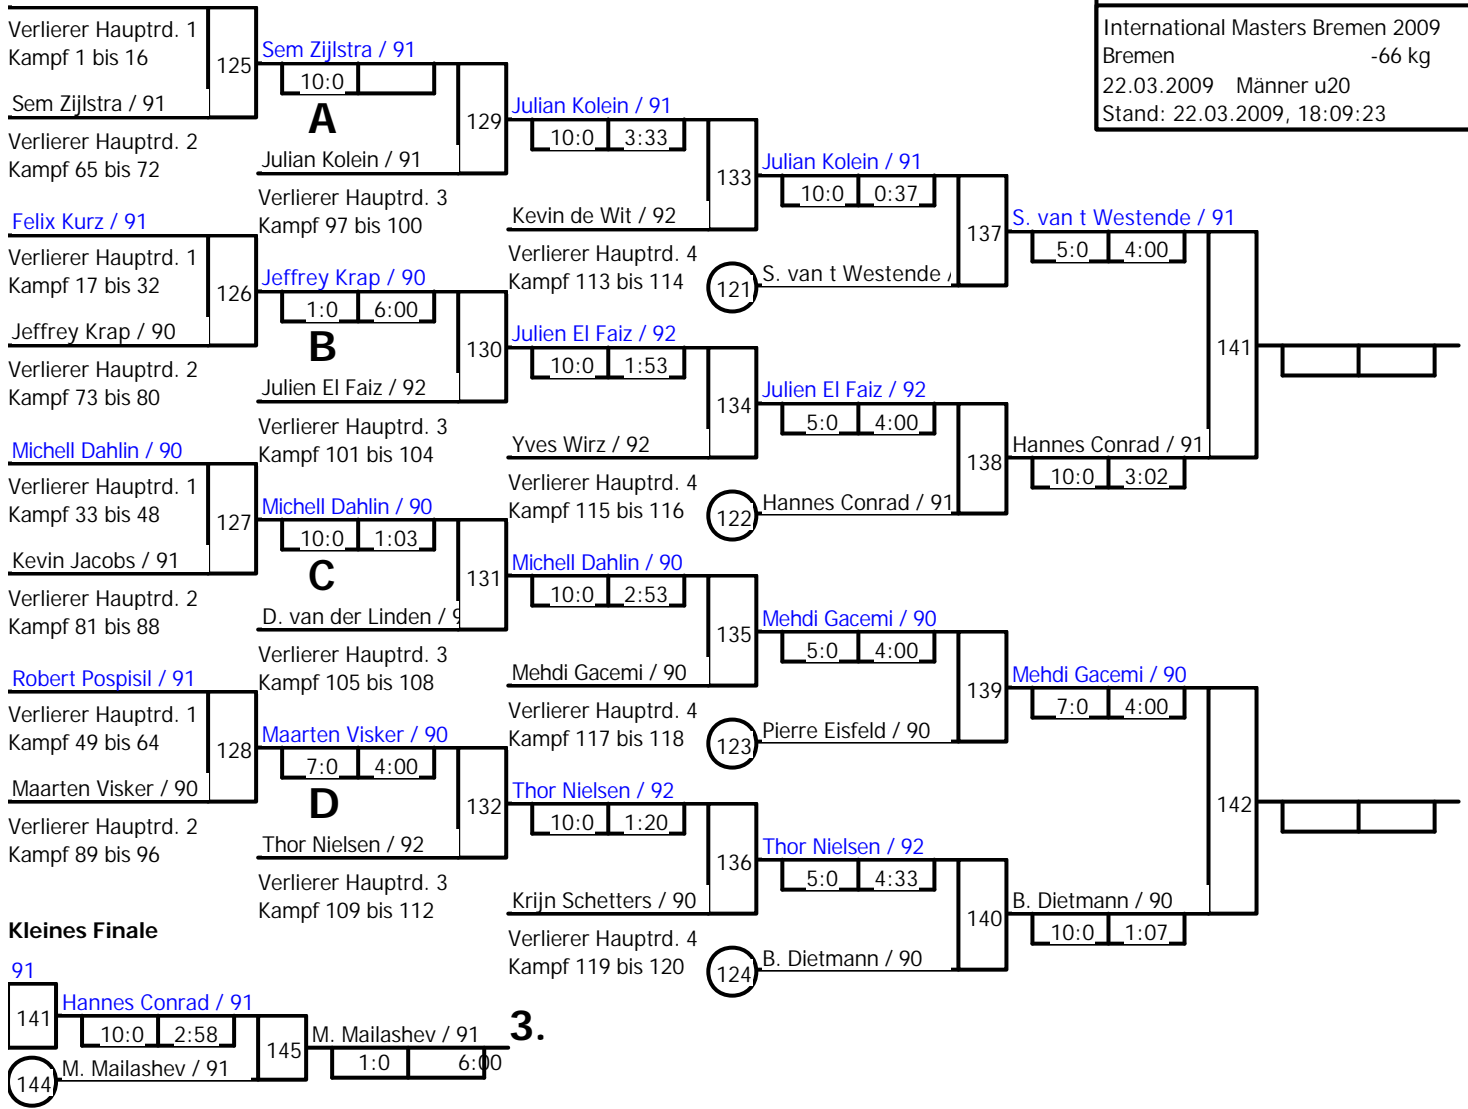 International Masters Bremen 2009
Bremen -66 kg
22.03.2009 Männer u20
Stand: 22.03.2009, 18:09:23
Verlierer Hauptrd. 1
Kampf 1 bis 16
125
Sem Zijlstra / 91
Verlierer Hauptrd. 2
Kampf 65 bis 72
Felix Kurz / 91
Verlierer Hauptrd. 1
Kampf 17 bis 32
126
Jeffrey Krap / 90
Verlierer Hauptrd. 2
Kampf 73 bis 80
Michell Dahlin / 90
Verlierer Hauptrd. 1
Kampf 33 bis 48
127
Kevin Jacobs / 91
Verlierer Hauptrd. 2
Kampf 81 bis 88
Robert Pospisil / 91
Verlierer Hauptrd. 1
Kampf 49 bis 64
128
Maarten Visker / 90
Verlierer Hauptrd. 2
Kampf 89 bis 96
Sem Zijlstra / 91
10:0
A
129
Julian Kolein / 91
Verlierer Hauptrd. 3
Kampf 97 bis 100
Jeffrey Krap / 90
1:0 6:00
B
130
Julien El Faiz / 92
Verlierer Hauptrd. 3
Kampf 101 bis 104
Michell Dahlin / 90
10:0 1:03
C
131
D. van der Linden / 9
Verlierer Hauptrd. 3
Kampf 105 bis 108
Maarten Visker / 90
7:0 4:00
D
132
Thor Nielsen / 92
Verlierer Hauptrd. 3
Kampf 109 bis 112
Julian Kolein / 91
10:0 3:33
133
Kevin de Wit / 92
Verlierer Hauptrd. 4
Kampf 113 bis 114
Julien El Faiz / 92
10:0 1:53
134
Yves Wirz / 92
Verlierer Hauptrd. 4
Kampf 115 bis 116
Michell Dahlin / 90
10:0 2:53
135
Mehdi Gacemi / 90
Verlierer Hauptrd. 4
Kampf 117 bis 118
Thor Nielsen / 92
10:0 1:20
136
Krijn Schetters / 90
Verlierer Hauptrd. 4
Kampf 119 bis 120
Julian Kolein / 91
10:0 0:37
137
121 S. van t Westende /
Julien El Faiz / 92
5:0 4:00
138
122 Hannes Conrad / 91
Mehdi Gacemi / 90
5:0 4:00
139
123 Pierre Eisfeld / 90
Thor Nielsen / 92
5:0 4:33
140
124 B. Dietmann / 90
S. van t Westende / 91
5:0 4:00
141
Hannes Conrad / 91
10:0 3:02
Mehdi Gacemi / 90
7:0 4:00
142
B. Dietmann / 90
10:0 1:07
Kleines Finale
91
141 Hannes Conrad / 91
10:0 2:58
145
144 M. Mailashev / 91
M. Mailashev / 91 3.
1:0 6:00